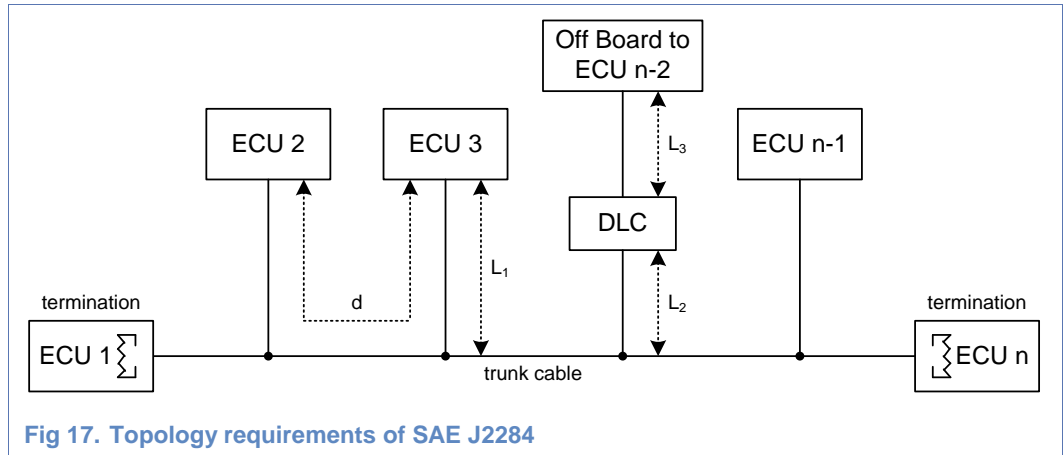 Off Board to
ECU n-2
ECU 2
ECU 3
L3
ECU n-1
DLC
L1
d
L2
termination
termination
ECU 1
ECU n
trunk cable
Fig 17. Topology requirements of SAE J2284